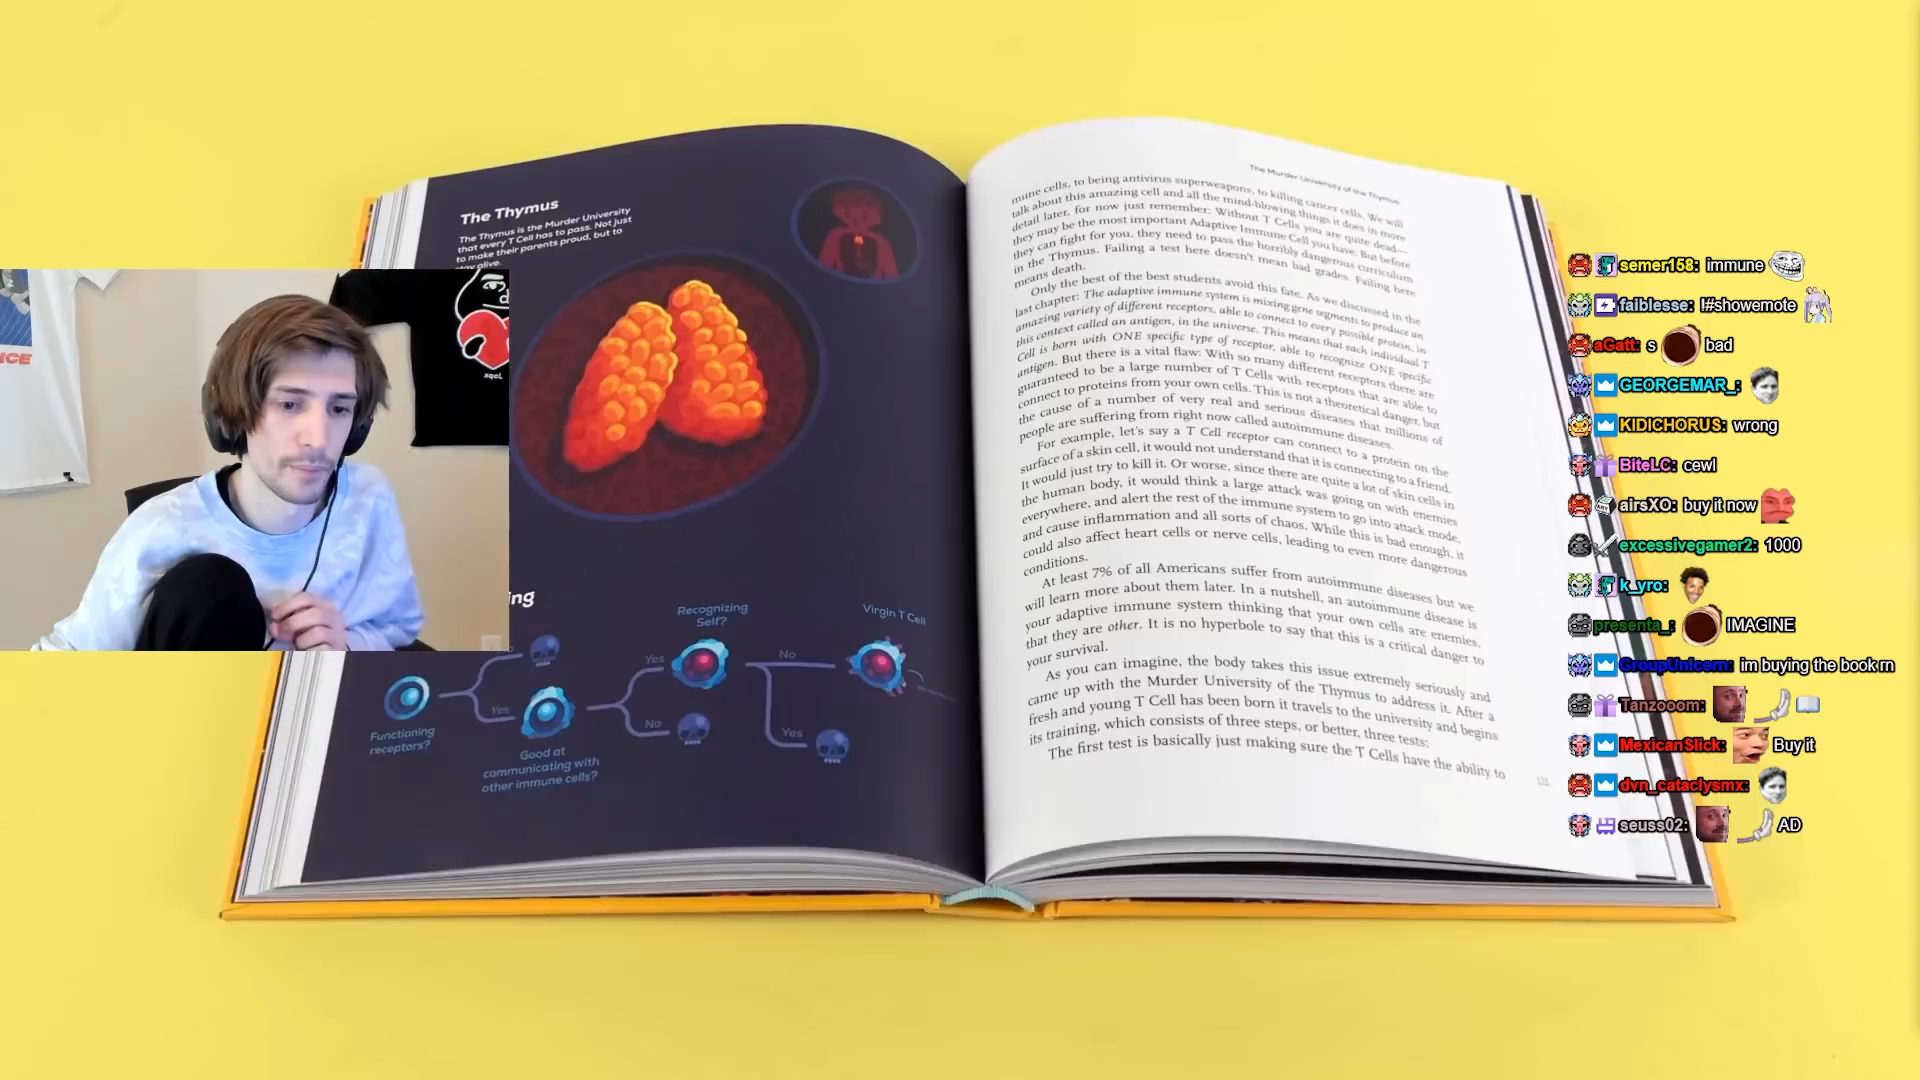 The Thymus
The Thymus is the Murder University
that every T Cell has to pass. Not just
to make their parents proud, but to
stay alive.
ICE
xqcL
ing
Functioning
receptors?
Yes
Good at
communicating with
other immune cells?
Yes
No
Recognizing
Self?
No
Yes
Virgin T Cell
The Murder University of the Thymus
mune cells, to being antivirus superweapons, to killing cancer cells. We will
talk about this amazing cell and all the mind-blowing things it does in more
detail later, for now just remember: Without T Cells you are quite dead—
they may be the most important Adaptive Immune Cell you have. But before
they can fight for you, they need to pass the horribly dangerous curriculum
in the Thymus. Failing a test here doesn't mean bad grades. Failing here
means death.
Only the best of the best students avoid this fate. As we discussed in the
last chapter: The adaptive immune system is mixing gene segments to produce an
amazing variety of different receptors, able to connect to every possible protein, in
this context called an antigen, in the universe. This means that each individual T
Cell is born with ONE specific type of receptor, able to recognize ONE specific
antigen. But there is a vital flaw: With so many different receptors there are
guaranteed to be a large number of T Cells with receptors that are able to
connect to proteins from your own cells. This is not a theoretical danger, but
the cause of a number of very real and serious diseases that millions of
people are suffering from right now called autoimmune diseases.
For example, let's say a T Cell receptor can connect to a protein on the
surface of a skin cell, it would not understand that it is connecting to a friend.
It would just try to kill it. Or worse, since there are quite a lot of skin cells in
the human body, it would think a large attack was going on with enemies
everywhere, and alert the rest of the immune system to go into attack mode,
and cause inflammation and all sorts of chaos. While this is bad enough, it
could also affect heart cells or nerve cells, leading to even more dangerous
conditions.
At least 7% of all Americans suffer from autoimmune diseases but we
will learn more about them later. In a nutshell, an autoimmune disease is
your adaptive immune system thinking that your own cells are enemies,
that they are other. It is no hyperbole to say that this is a critical danger to
your survival.
As you can imagine, the body takes this issue extremely seriously and
came up with the Murder University of the Thymus to address it. After a
fresh and young T Cell has been born it travels to the university and begins
its training, which consists of three steps, or better, three tests:
The first test is basically just making sure the T Cells have the ability to
semer158: immune
faiblesse: !#showemote
aGatt: s bad
GEORGEMAR_:
KIDICHORUS: wrong
BiteLC: cewl
airsXO: buy it now
excessivegamer2: 1000
k_yro:
presenta_: IMAGINE
GroupUnicorn: im buying the book rn
Tanzooom:
MexicanSlick: Buy it
dvn_cataclysmx:
seuss02: AD